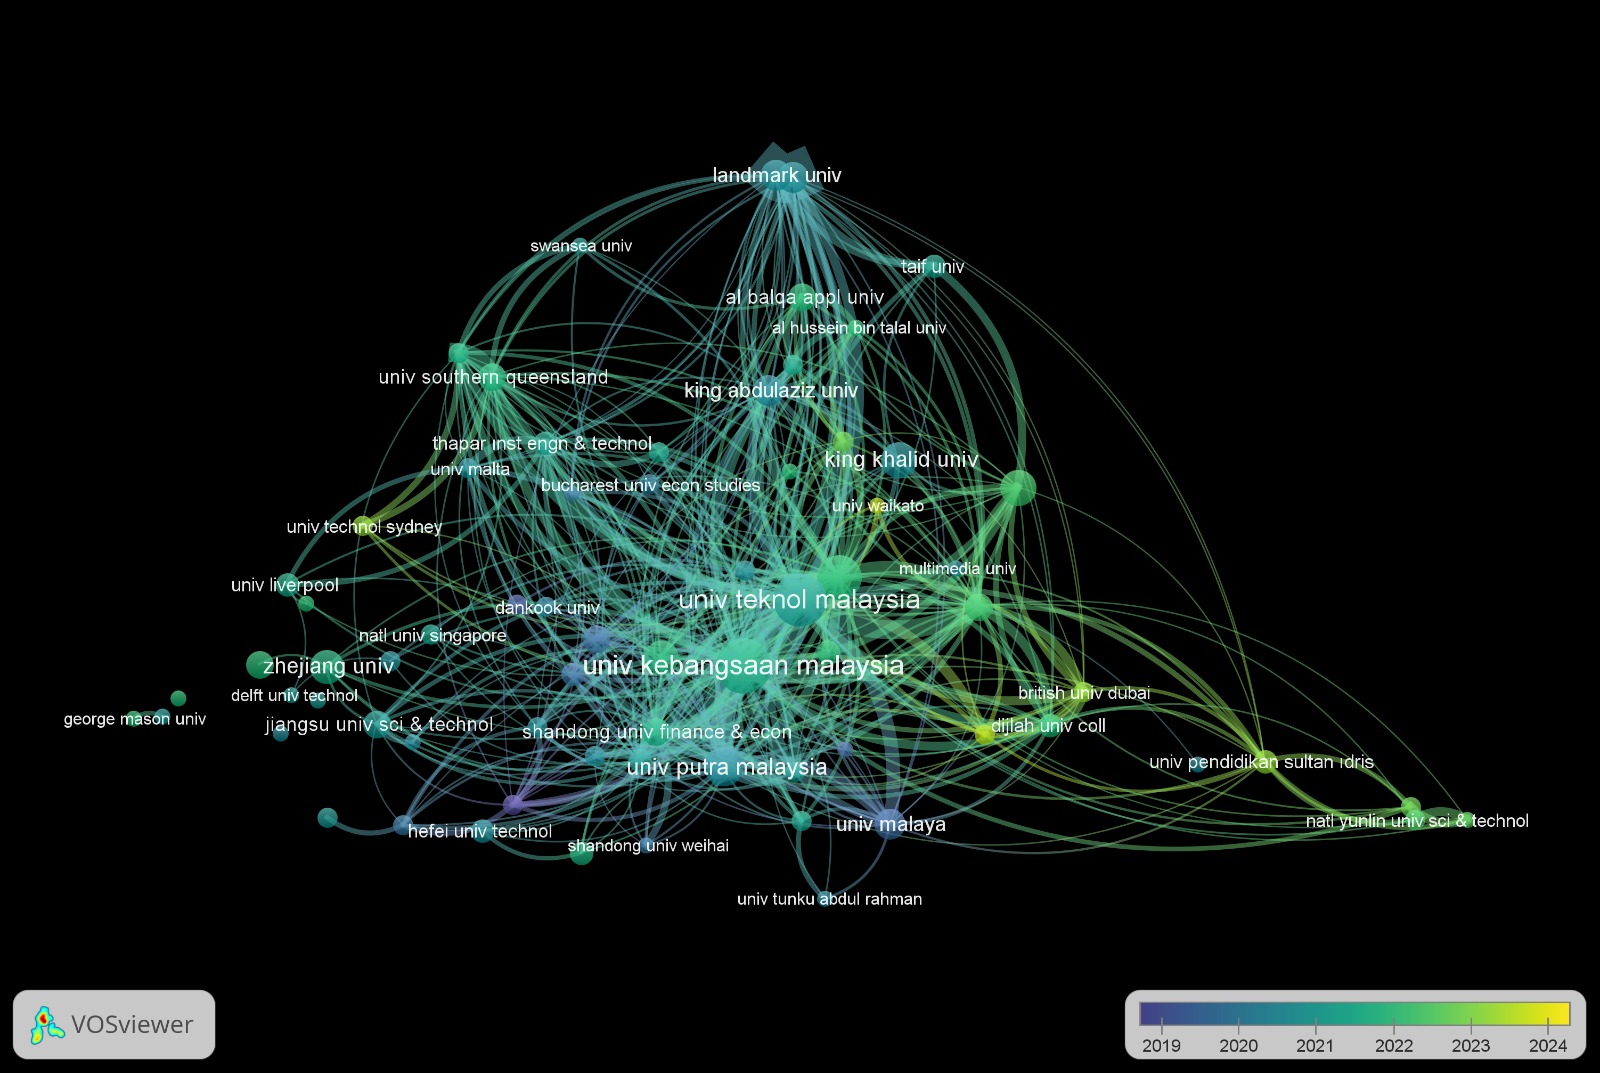 landmark univ
swansea univ
taif univ
al balqa appl univ
al hussein bin talal univ
univ southern queensland
king abdulaziz univ
thapar ınst engn & technol
king khalid univ
univ malta
bucharest univ econ studies
univ waikato
univ technol sydney
multimedia univ
univ liverpool
univ teknol malaysia
dankook univ
natl univ singapore
zhejiang univ
univ kebangsaan malaysia
delft univ technol
british univ dubai
george mason univ
jiangsu univ sci & technol
shandong univ finance & econ
dijlah univ coll
univ putra malaysia
univ pendidikan sultan ıdris
hefei univ technol
univ malaya
natl yunlin univ sci & technol
shandong univ weihai
univ tunku abdul rahman
VOSviewer
2019 2020 2021 2022 2023 2024